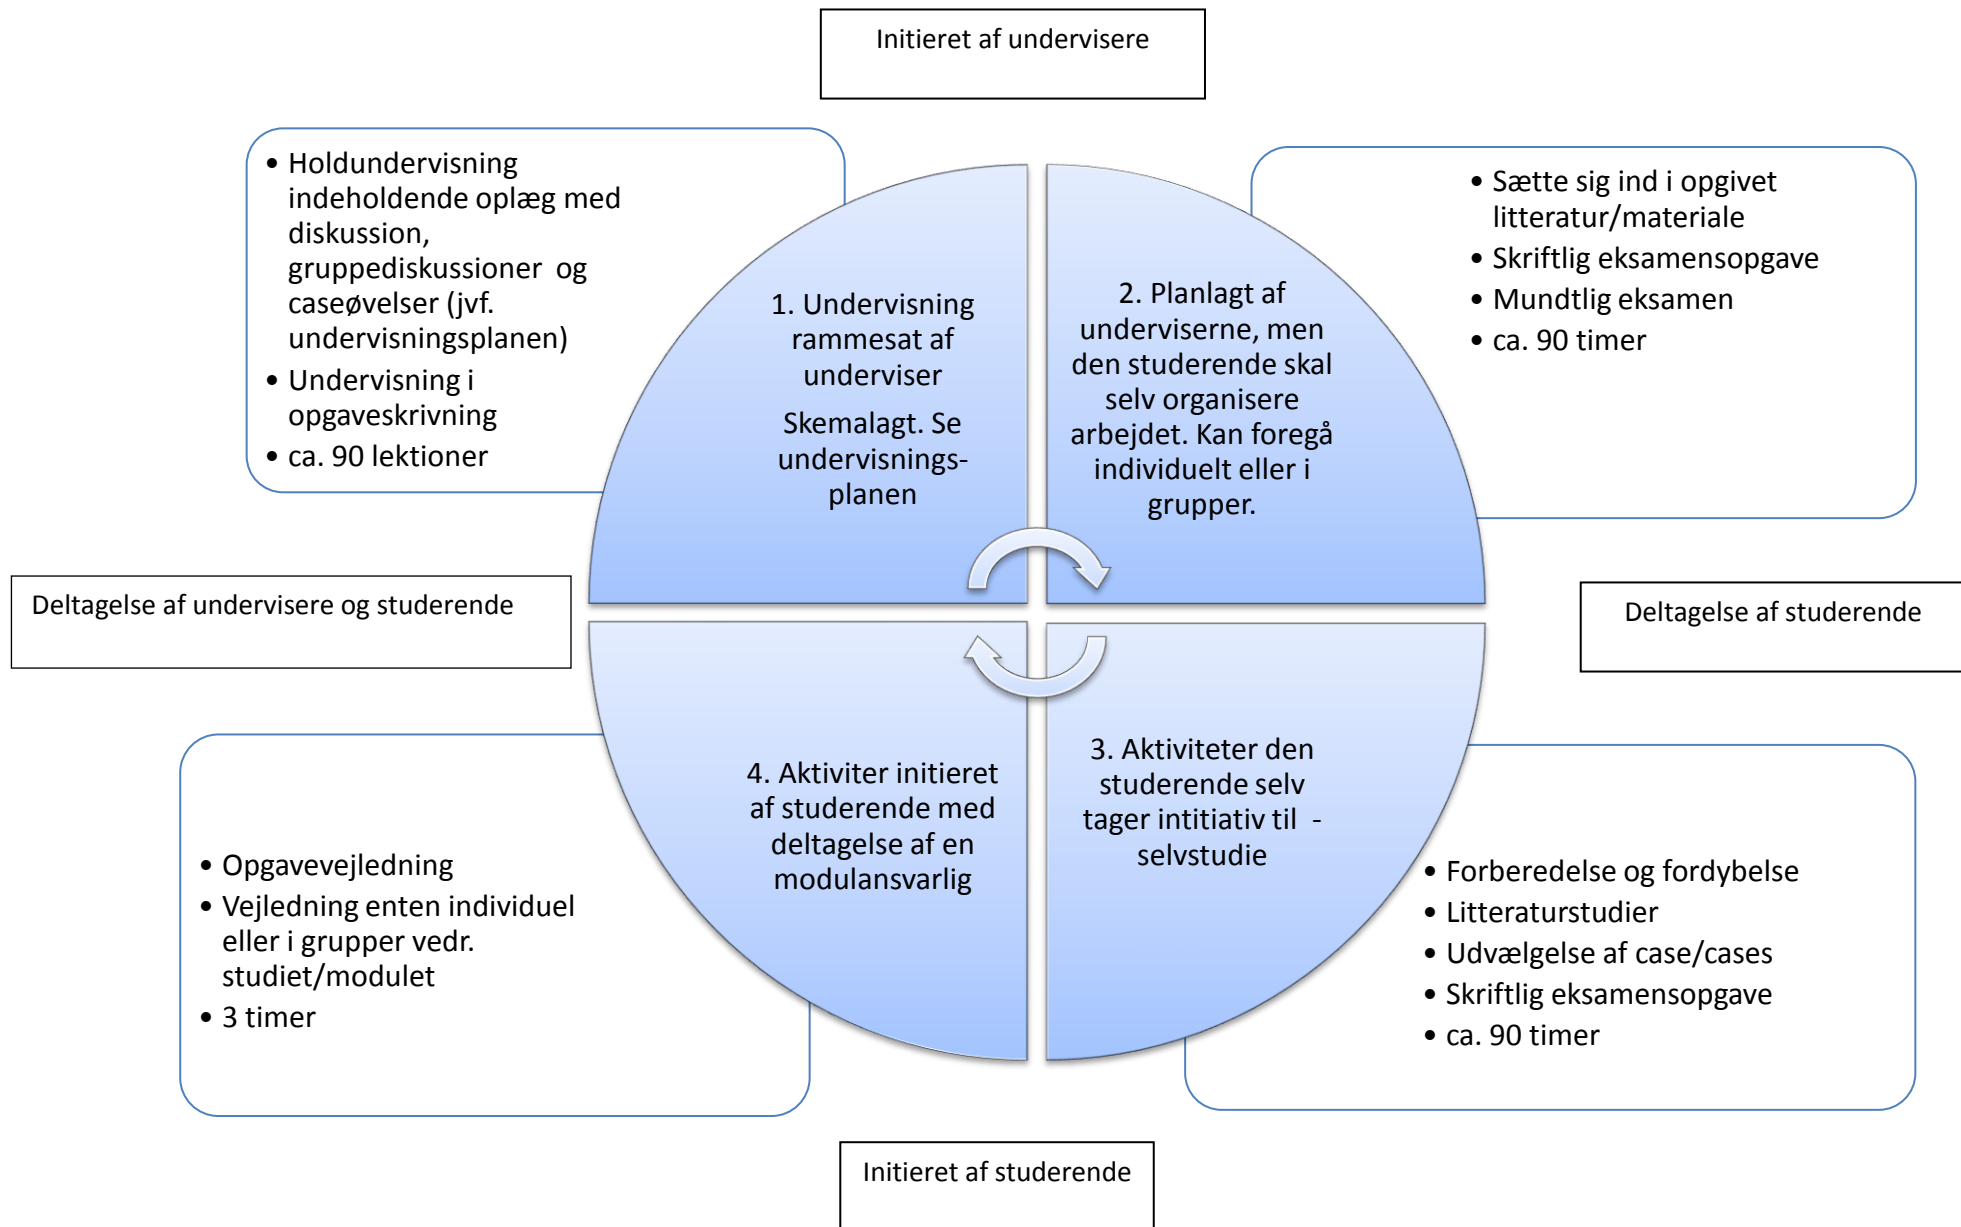 Initieret af undervisere
• Holdundervisning
indeholdende oplæg med
diskussion,
gruppediskussioner og
caseøvelser (jvf.
undervisningsplanen)
• Undervisning i
opgaveskrivning
• ca. 90 lektioner
1. Undervisning
rammesat af
underviser
Skemalagt. Se
undervisnings-
planen
2. Planlagt af
underviserne, men
den studerende skal
selv organisere
arbejdet. Kan foregå
individuelt eller i
grupper.
• Sætte sig ind i opgivet
litteratur/materiale
• Skriftlig eksamensopgave
• Mundtlig eksamen
• ca. 90 timer
Deltagelse af undervisere og studerende
Deltagelse af studerende
• Opgavevejledning
• Vejledning enten individuel
eller i grupper vedr.
studiet/modulet
• 3 timer
4. Aktiviter initieret
af studerende med
deltagelse af en
modulansvarlig
3. Aktiviteter den
studerende selv
tager intitiativ til -
selvstudie
• Forberedelse og fordybelse
• Litteraturstudier
• Udvælgelse af case/cases
• Skriftlig eksamensopgave
• ca. 90 timer
Initieret af studerende